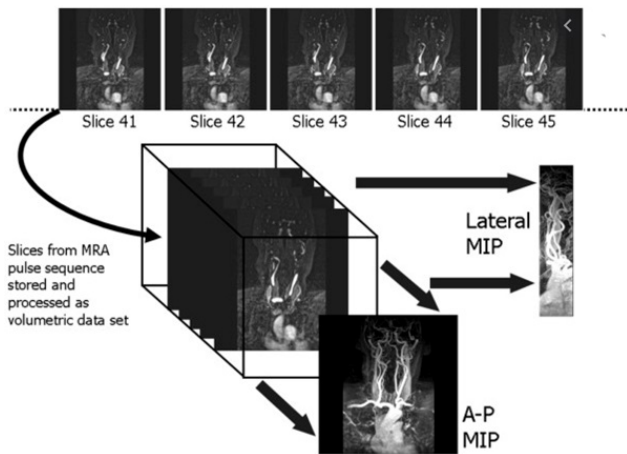 Slice 41
Slice 42
Slice 43
Slice 44
Slice 45
Slices from MRA
pulse sequence
stored and
processed as
volumetric data set
Lateral
MIP
A-P
MIP